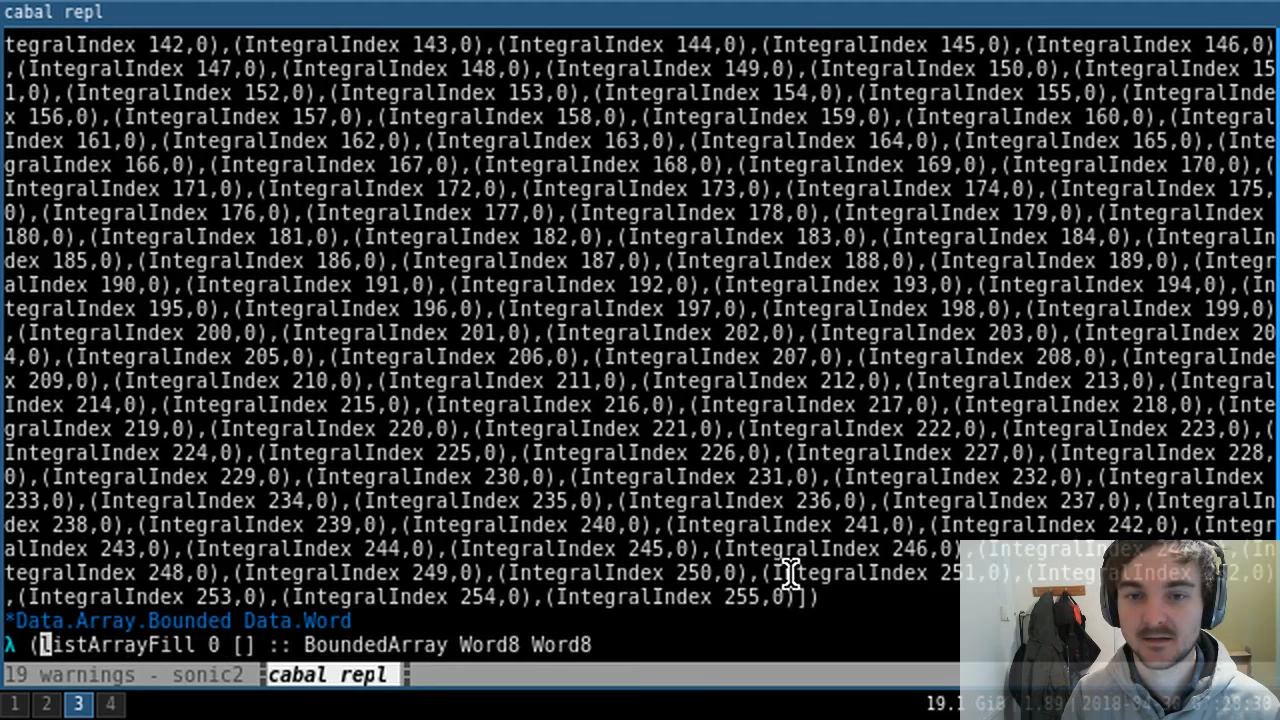 cabal repl
tegralIndex 142,0),(IntegralIndex 143,0),(IntegralIndex 144,0),(IntegralIndex 145,0),(IntegralIndex 146,0)
,(IntegralIndex 147,0),(IntegralIndex 148,0),(IntegralIndex 149,0),(IntegralIndex 150,0),(IntegralIndex 15
1,0),(IntegralIndex 152,0),(IntegralIndex 153,0),(IntegralIndex 154,0),(IntegralIndex 155,0),(IntegralInde
x 156,0),(IntegralIndex 157,0),(IntegralIndex 158,0),(IntegralIndex 159,0),(IntegralIndex 160,0),(Integral
Index 161,0),(IntegralIndex 162,0),(IntegralIndex 163,0),(IntegralIndex 164,0),(IntegralIndex 165,0),(Inte
gralIndex 166,0),(IntegralIndex 167,0),(IntegralIndex 168,0),(IntegralIndex 169,0),(IntegralIndex 170,0),(
IntegralIndex 171,0),(IntegralIndex 172,0),(IntegralIndex 173,0),(IntegralIndex 174,0),(IntegralIndex 175,
0),(IntegralIndex 176,0),(IntegralIndex 177,0),(IntegralIndex 178,0),(IntegralIndex 179,0),(IntegralIndex
180,0),(IntegralIndex 181,0),(IntegralIndex 182,0),(IntegralIndex 183,0),(IntegralIndex 184,0),(IntegralIn
dex 185,0),(IntegralIndex 186,0),(IntegralIndex 187,0),(IntegralIndex 188,0),(IntegralIndex 189,0),(Integr
alIndex 190,0),(IntegralIndex 191,0),(IntegralIndex 192,0),(IntegralIndex 193,0),(IntegralIndex 194,0),(In
tegralIndex 195,0),(IntegralIndex 196,0),(IntegralIndex 197,0),(IntegralIndex 198,0),(IntegralIndex 199,0)
,(IntegralIndex 200,0),(IntegralIndex 201,0),(IntegralIndex 202,0),(IntegralIndex 203,0),(IntegralIndex 20
4,0),(IntegralIndex 205,0),(IntegralIndex 206,0),(IntegralIndex 207,0),(IntegralIndex 208,0),(IntegralInde
x 209,0),(IntegralIndex 210,0),(IntegralIndex 211,0),(IntegralIndex 212,0),(IntegralIndex 213,0),(Integral
Index 214,0),(IntegralIndex 215,0),(IntegralIndex 216,0),(IntegralIndex 217,0),(IntegralIndex 218,0),(Inte
gralIndex 219,0),(IntegralIndex 220,0),(IntegralIndex 221,0),(IntegralIndex 222,0),(IntegralIndex 223,0),(
IntegralIndex 224,0),(IntegralIndex 225,0),(IntegralIndex 226,0),(IntegralIndex 227,0),(IntegralIndex 228,
0),(IntegralIndex 229,0),(IntegralIndex 230,0),(IntegralIndex 231,0),(IntegralIndex 232,0),(IntegralIndex
233,0),(IntegralIndex 234,0),(IntegralIndex 235,0),(IntegralIndex 236,0),(IntegralIndex 237,0),(IntegralIn
dex 238,0),(IntegralIndex 239,0),(IntegralIndex 240,0),(IntegralIndex 241,0),(IntegralIndex 242,0),(Integr
alIndex 243,0),(IntegralIndex 244,0),(IntegralIndex 245,0),(IntegralIndex 246,0)
tegralIndex 248,0),(IntegralIndex 249,0),(IntegralIndex 250,0),(IntegralIndex 251,0)
,(IntegralIndex 253,0),(IntegralIndex 254,0),(IntegralIndex 255,0)])
*Data.Array.Bounded Data.Word
λ (listArrayFill 0 [] :: BoundedArray Word8 Word8
19 warnings - sonic2 cabal repl
1 2 3 4 19.1 GiB 1.89